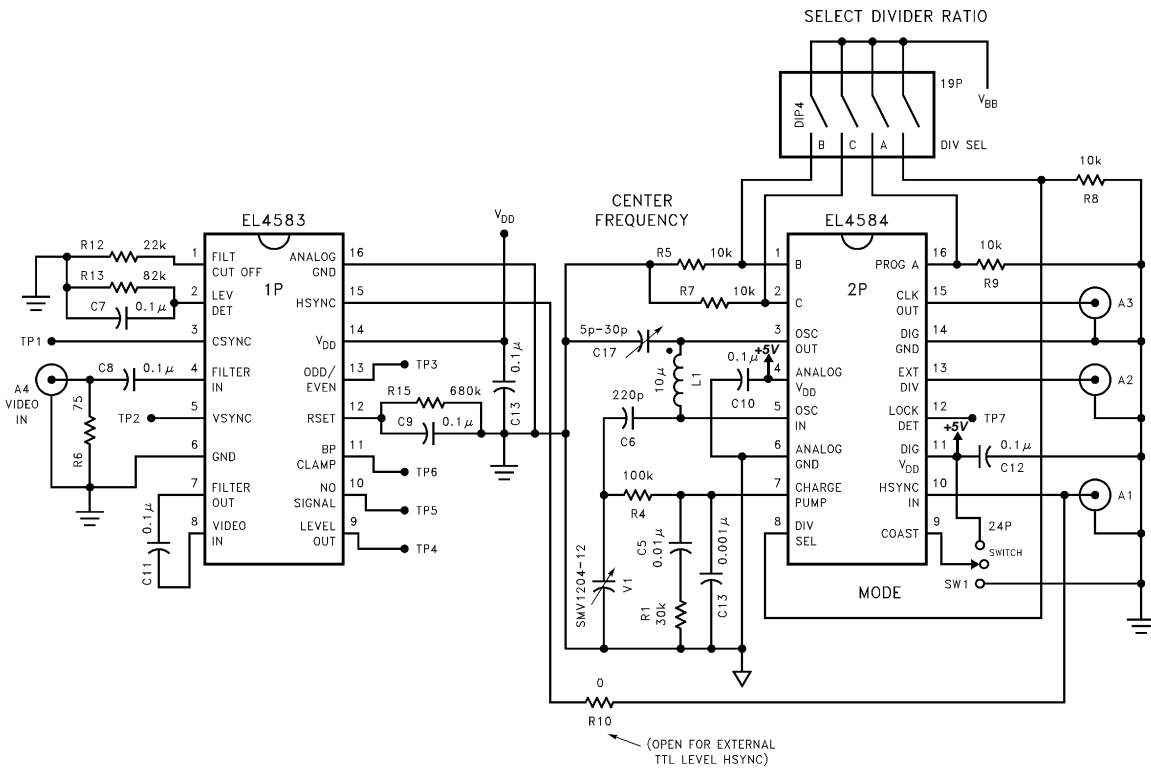 SELECT DIVIDER RATIO
19P
V_BB
DIP4
B
C
A
DIV SEL
10k
R8
CENTER
FREQUENCY
EL4583
V_DD
EL4584
R12
22k
1
FILT
CUT OFF
ANALOG
GND
16
R13
82k
1P
2
LEV
DET
HSYNC
15
C7
0.1μ
3
CSYNC
V_DD
14
TP1
C8
0.1μ
4
FILTER
IN
ODD/
EVEN
13
TP3
A4
VIDEO
IN
75
R6
TP2
5
VSYNC
RSET
12
R15
680k
C9
0.1μ
0.1μ
C13
6
GND
BP
CLAMP
11
TP6
7
FILTER
OUT
NO
SIGNAL
10
TP5
0.1μ
C11
8
VIDEO
IN
LEVEL
OUT
9
TP4
R5
10k
1
B
PROG A
16
10k
R9
R7
10k
2
C
2P
CLK
OUT
15
A3
5p-30p
C17
3
OSC
OUT
DIG
GND
14
10μ
L1
0.1μ
+5V
C10
4
ANALOG
V_DD
EXT
DIV
13
A2
220p
C6
5
OSC
IN
LOCK
DET
12
TP7
+5V
6
ANALOG
GND
DIG
V_DD
11
0.1μ
C12
100k
R4
7
CHARGE
PUMP
HSYNC
IN
10
A1
8
DIV
SEL
COAST
9
24P
SWITCH
SW1
SMV1204-12
V1
C5
0.01μ
R1
30k
0.001μ
C13
MODE
0
R10
(OPEN FOR EXTERNAL
TTL LEVEL HSYNC)